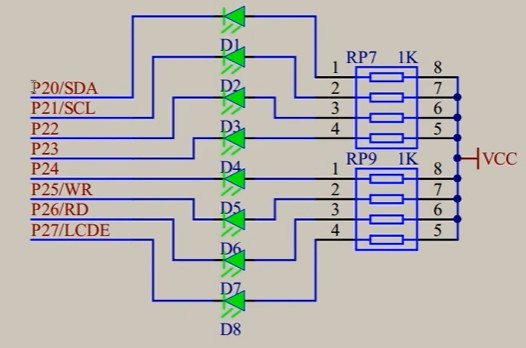 D1
RP7 1K
1 8
P20/SDA
D2
2 7
P21/SCL
3 6
P22
D3
4 5
P23
VCC
RP9 1K
P24
D4
1 8
P25/WR
2 7
P26/RD
D5
3 6
P27/LCDE
4 5
D6
D7
D8